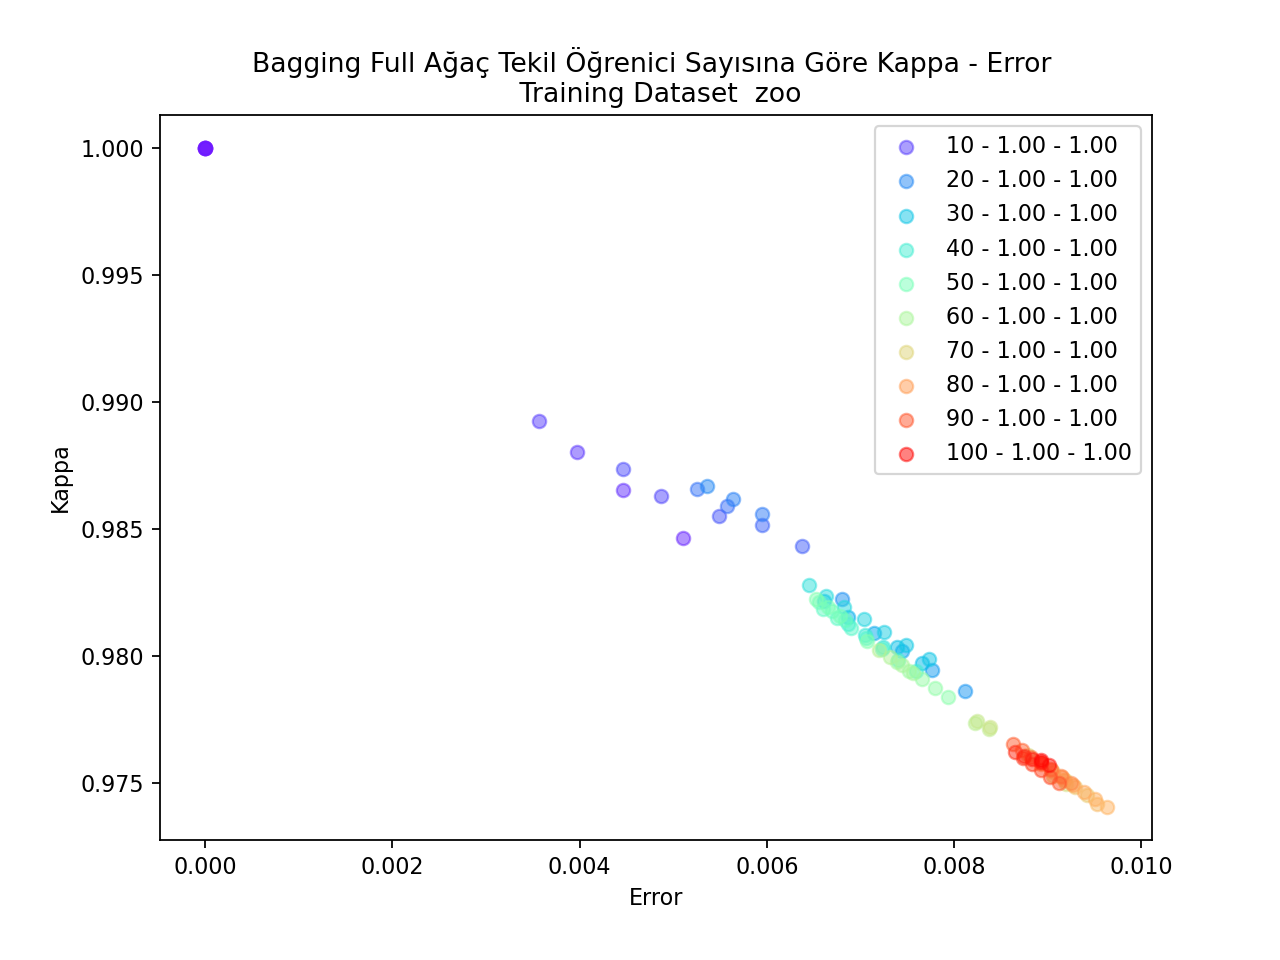 Bagging Full Ağaç Tekil Öğrenici Sayısına Göre Kappa - Error
Training Dataset  zoo
Kappa
1.000
0.995
0.990
0.985
0.980
0.975
10 - 1.00 - 1.00
20 - 1.00 - 1.00
30 - 1.00 - 1.00
40 - 1.00 - 1.00
50 - 1.00 - 1.00
60 - 1.00 - 1.00
70 - 1.00 - 1.00
80 - 1.00 - 1.00
90 - 1.00 - 1.00
100 - 1.00 - 1.00
0.000 0.002 0.004 0.006 0.008 0.010
Error